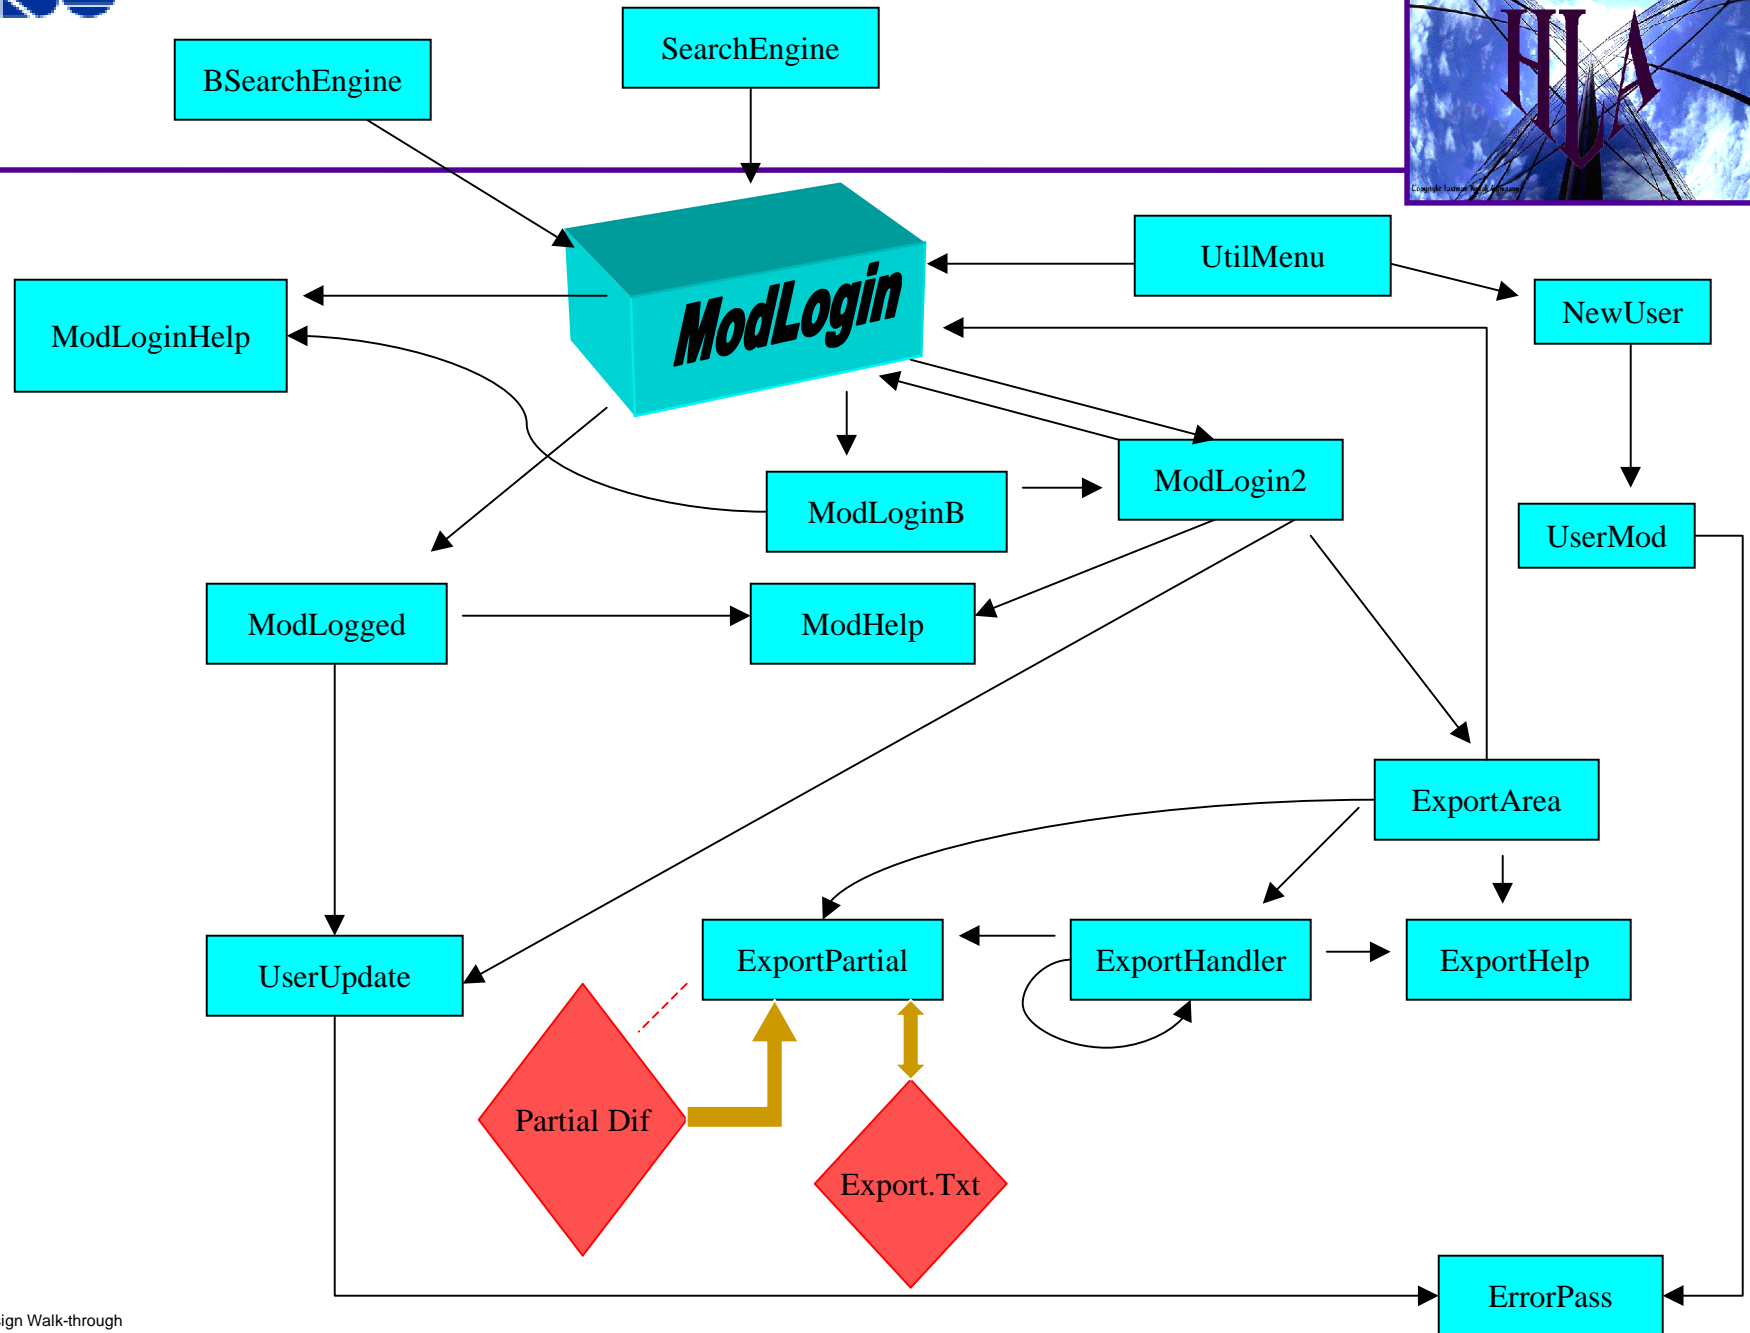 SearchEngine
BSearchEngine
HLA
UtilMenu
NewUser
ModLogin
ModLoginHelp
ModLogin2
ModLoginB
UserMod
ModLogged
ModHelp
ExportArea
ExportPartial
ExportHandler
ExportHelp
UserUpdate
Partial Dif
Export.Txt
ErrorPass
ign Walk-through